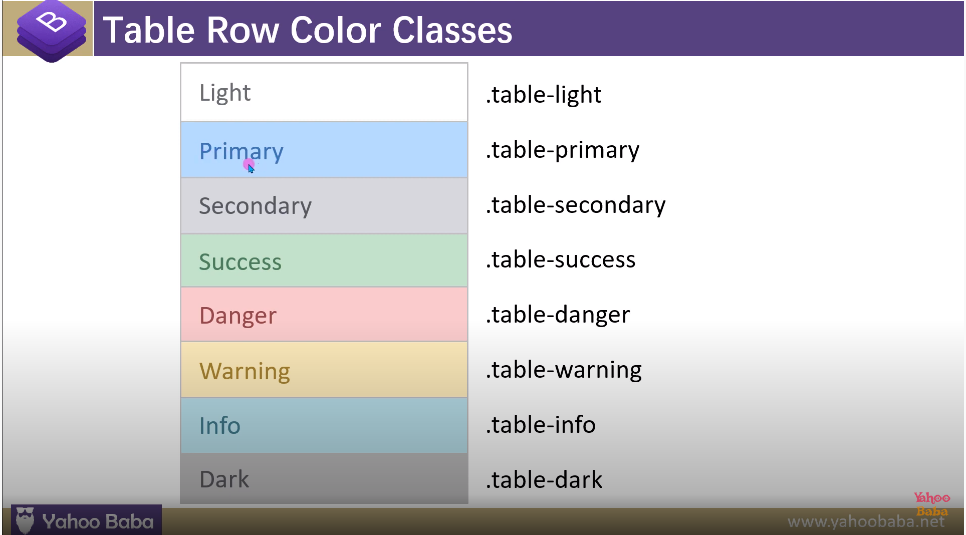 B
Table Row Color Classes
Light .table-light
Primary .table-primary
Secondary .table-secondary
Success .table-success
Danger .table-danger
Warning .table-warning
Info .table-info
Dark .table-dark
Yahoo
Baba
Yahoo Baba
www.yahoobaba.net